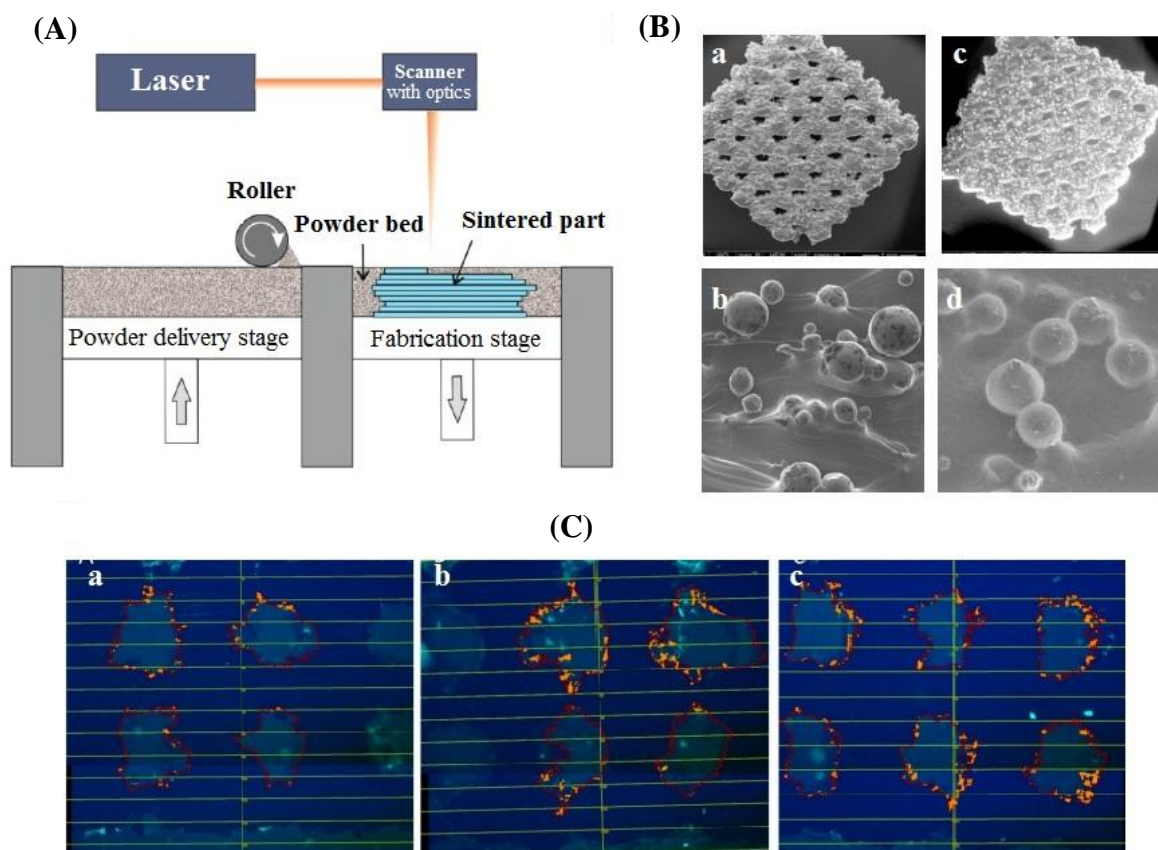 (A)
Laser
Scanner
with optics
Roller
Powder bed
Sintered part
Powder delivery stage
Fabrication stage
(B)
a
c
b
d
(C)
a
b
c